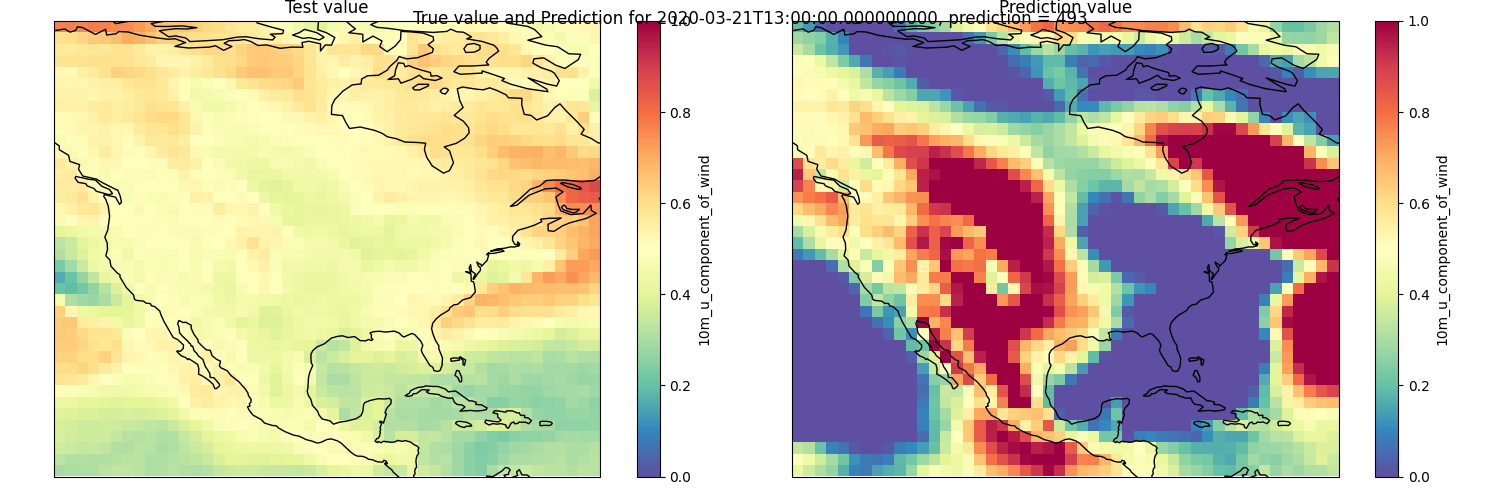 Test value
True value and Prediction for 2020-03-21T13:00:00.000000000, prediction = 493
Prediction value
1.0
0.8
0.6
0.4
0.2
0.0
10m_u_component_of_wind
1.0
0.8
0.6
0.4
0.2
0.0
10m_u_component_of_wind